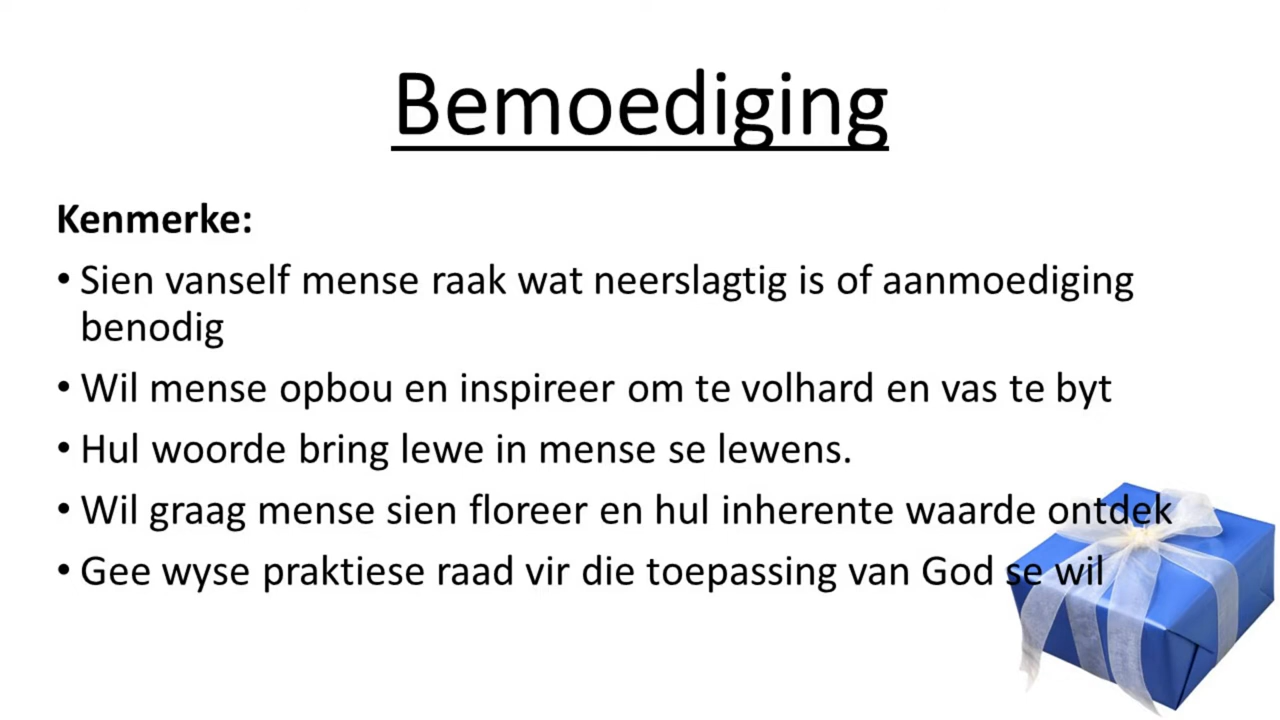 Bemoediging
Kenmerke:
• Sien vanself mense raak wat neerslagtig is of aanmoediging
benodig
• Wil mense opbou en inspireer om te volhard en vas te byt
• Hul woorde bring lewe in mense se lewens.
• Wil graag mense sien floreer en hul inherente waarde ontdek
• Gee wyse praktiese raad vir die toepassing van God se wil